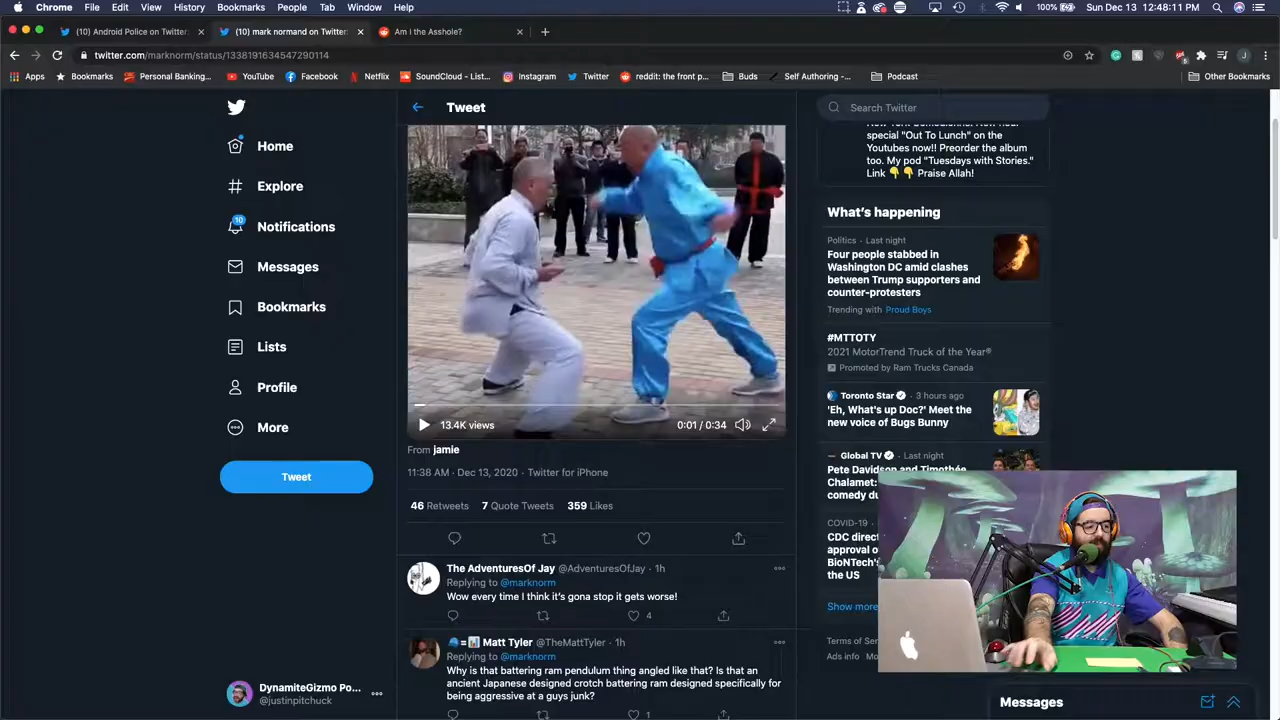 Chrome File Edit View History Bookmarks People Tab Window Help
100% Sun Dec 13 12:48:11 PM
(10) Android Police on Twitter:
(10) mark normand on Twitter:
Am I the Asshole?
twitter.com/marknorm/status/1338191634547290114
Apps Bookmarks Personal Banking-... YouTube Facebook Netflix SoundCloud - List... Instagram Twitter reddit: the front p... Buds Self Authoring -... Podcast Other Bookmarks
Home
Explore
10
Notifications
Messages
Bookmarks
Lists
Profile
More
Tweet
DynamiteGizmo Po...
@justinpitchuck
Tweet
13.4K views
0:01 / 0:34
From jamie
11:38 AM · Dec 13, 2020 · Twitter for iPhone
46 Retweets 7 Quote Tweets 359 Likes
The AdventuresOf Jay @AdventuresOfJay · 1h
Replying to @marknorm
Wow every time I think it's gona stop it gets worse!
4
Matt Tyler @TheMattTyler · 1h
Replying to @marknorm
Why is that battering ram pendulum thing angled like that? Is that an
ancient Japanese designed crotch battering ram designed specifically for
being aggressive at a guys junk?
1
Search Twitter
special "Out To Lunch" on the
Youtubes now!! Preorder the album
too. My pod "Tuesdays with Stories."
Link 👇 👇 Praise Allah!
What's happening
Politics · Last night
Four people stabbed in
Washington DC amid clashes
between Trump supporters and
counter-protesters
Trending with Proud Boys
#MTTOTY
2021 MotorTrend Truck of the Year®
Promoted by Ram Trucks Canada
Toronto Star · 3 hours ago
'Eh, What's up Doc?' Meet the
new voice of Bugs Bunny
Global TV · Last night
Pete Davidson and Timothée
Chalamet:
comedy du
COVID-19
CDC direct
approval o
BioNTech's
the US
Show more
Terms of Ser
Ads info Mo
Messages